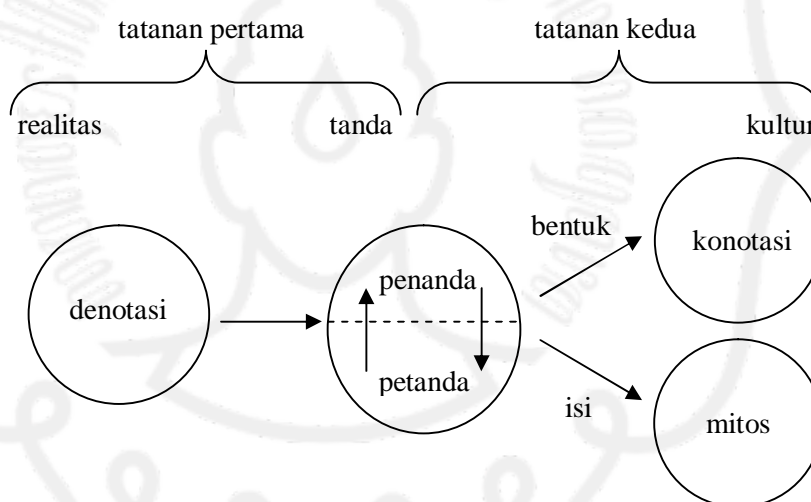 tatanan pertama
tatanan kedua
realitas
tanda
kultur
bentuk
konotasi
denotasi
penanda
petanda
isi
mitos